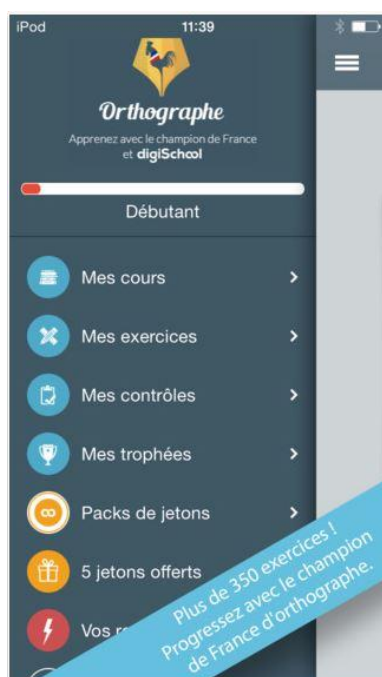 iPod 11:39
Orthographe
Apprenez avec le champion de France
et digiSchool
Débutant
Mes cours
Mes exercices
Mes contrôles
Mes trophées
Packs de jetons
5 jetons offerts
Vos
Plus de 350 exercices !
Progressez avec le champion
de France d'orthographe.